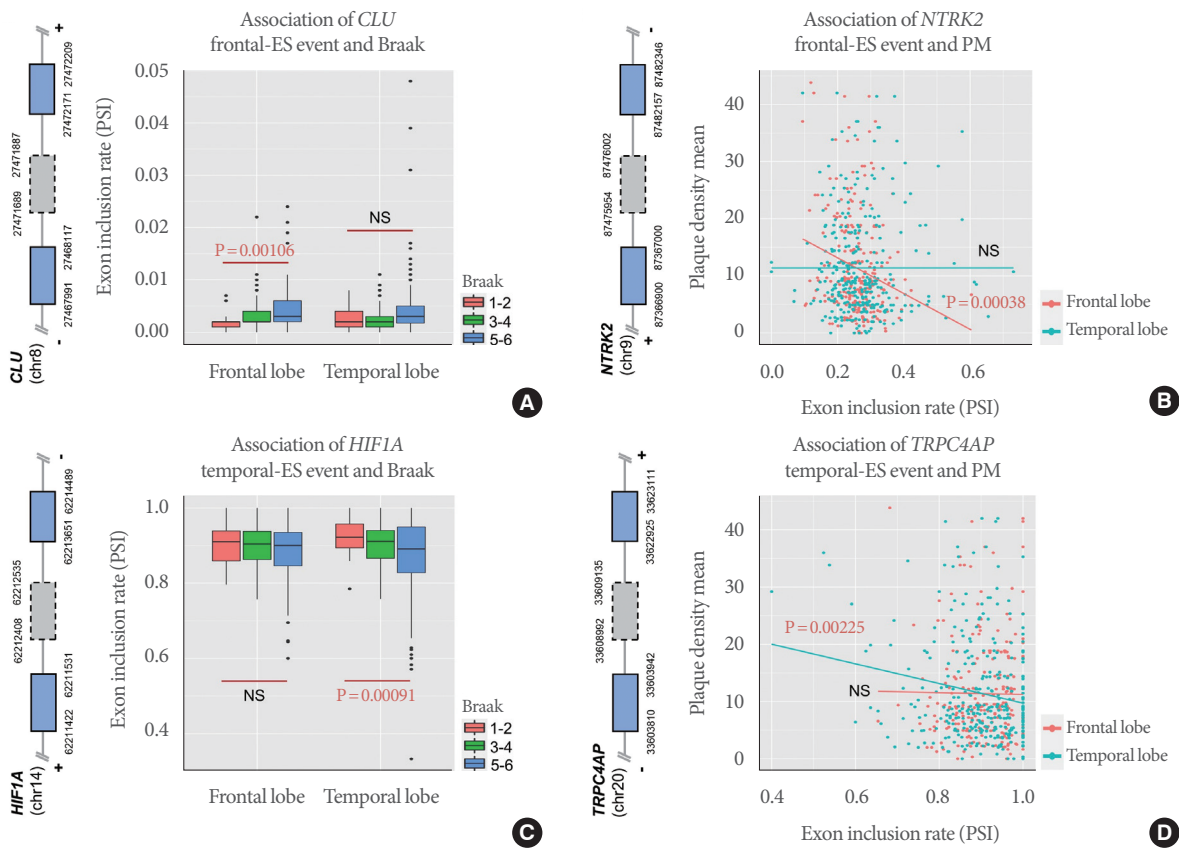 Association of CLU
frontal-ES event and Braak
+
27472171 27472209
27471689 27471887
27467991 27468117
-
CLU
(chr8)
Exon inclusion rate (PSI)
0.05
0.04
0.03
0.02
0.01
0.00
P = 0.00106
NS
Frontal lobe Temporal lobe
Braak
1-2
3-4
5-6
A
Association of NTRK2
frontal-ES event and PM
-
87482157 87482346
87475954 87476002
87366900 87367000
+
NTRK2
(chr9)
Plaque density mean
40
30
20
10
0
NS
P = 0.00038
0.0 0.2 0.4 0.6
Exon inclusion rate (PSI)
Frontal lobe
Temporal lobe
B
Association of HIF1A
temporal-ES event and Braak
-
62213651 62214489
62212408 62212535
62211422 62211531
+
HIF1A
(chr14)
Exon inclusion rate (PSI)
1.0
0.8
0.6
0.4
NS
P = 0.00091
Frontal lobe Temporal lobe
Braak
1-2
3-4
5-6
C
Association of TRPC4AP
temporal-ES event and PM
+
33622925 33623111
33608992 33609135
33603810 33603942
-
TRPC4AP
(chr20)
Plaque density mean
40
30
20
10
0
P = 0.00225
NS
0.4 0.6 0.8 1.0
Exon inclusion rate (PSI)
Frontal lobe
Temporal lobe
D